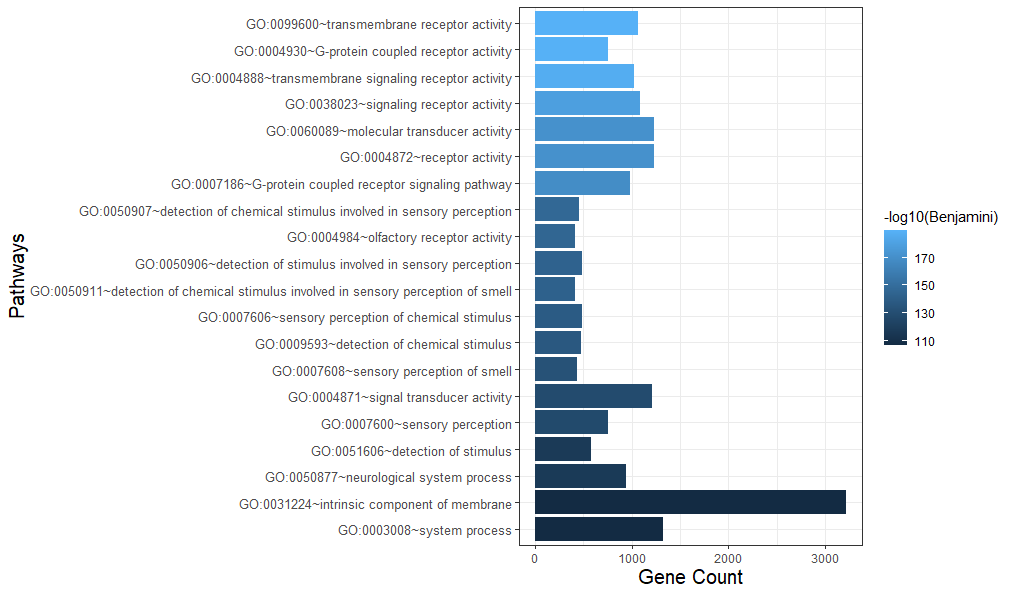 GO:0099600~transmembrane receptor activity
GO:0004930~G-protein coupled receptor activity
GO:0004888~transmembrane signaling receptor activity
GO:0038023~signaling receptor activity
GO:0060089~molecular transducer activity
GO:0004872~receptor activity
GO:0007186~G-protein coupled receptor signaling pathway
GO:0050907~detection of chemical stimulus involved in sensory perception
GO:0004984~olfactory receptor activity
GO:0050906~detection of stimulus involved in sensory perception
GO:0050911~detection of chemical stimulus involved in sensory perception of smell
GO:0007606~sensory perception of chemical stimulus
GO:0009593~detection of chemical stimulus
GO:0007608~sensory perception of smell
GO:0004871~signal transducer activity
GO:0007600~sensory perception
GO:0051606~detection of stimulus
GO:0050877~neurological system process
GO:0031224~intrinsic component of membrane
GO:0003008~system process
Pathways
0 1000 2000 3000
Gene Count
-log10(Benjamini)
170
150
130
110